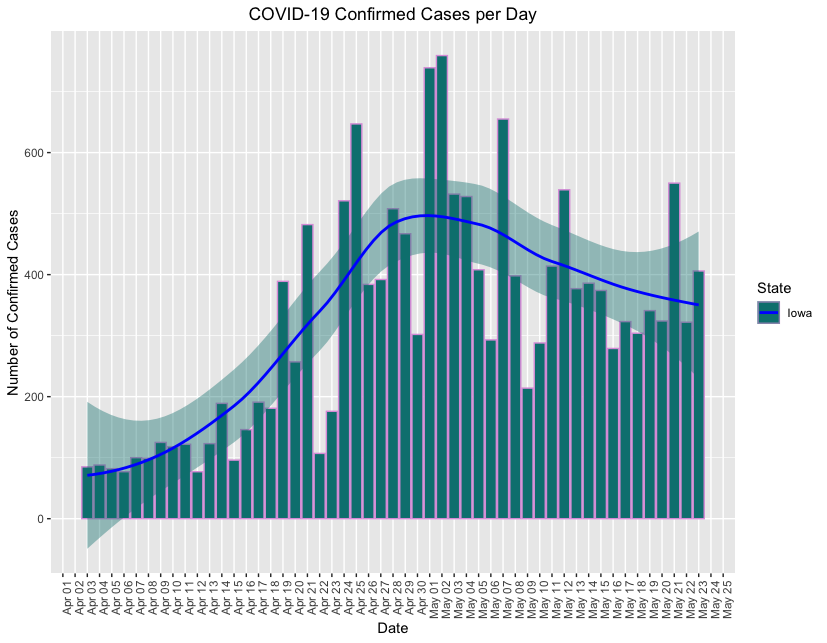 COVID-19 Confirmed Cases per Day
Number of Confirmed Cases
600
400
200
0
Apr 01
Apr 02
Apr 03
Apr 04
Apr 05
Apr 06
Apr 07
Apr 08
Apr 09
Apr 10
Apr 11
Apr 12
Apr 13
Apr 14
Apr 15
Apr 16
Apr 17
Apr 18
Apr 19
Apr 20
Apr 21
Apr 22
Apr 23
Apr 24
Apr 25
Apr 26
Apr 27
Apr 28
Apr 29
Apr 30
May 01
May 02
May 03
May 04
May 05
May 06
May 07
May 08
May 09
May 10
May 11
May 12
May 13
May 14
May 15
May 16
May 17
May 18
May 19
May 20
May 21
May 22
May 23
May 24
May 25
Date
State
Iowa